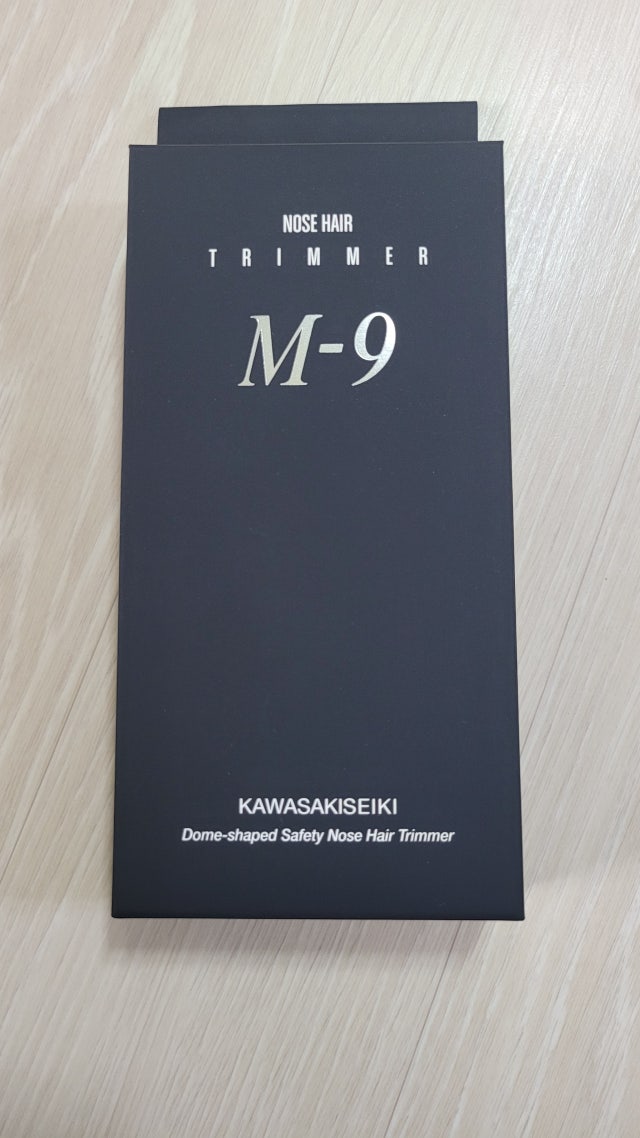 NOSE HAIR
TRIMMER
M-9
KAWASAKISEIKI
Dome-shaped Safety Nose Hair Trimmer